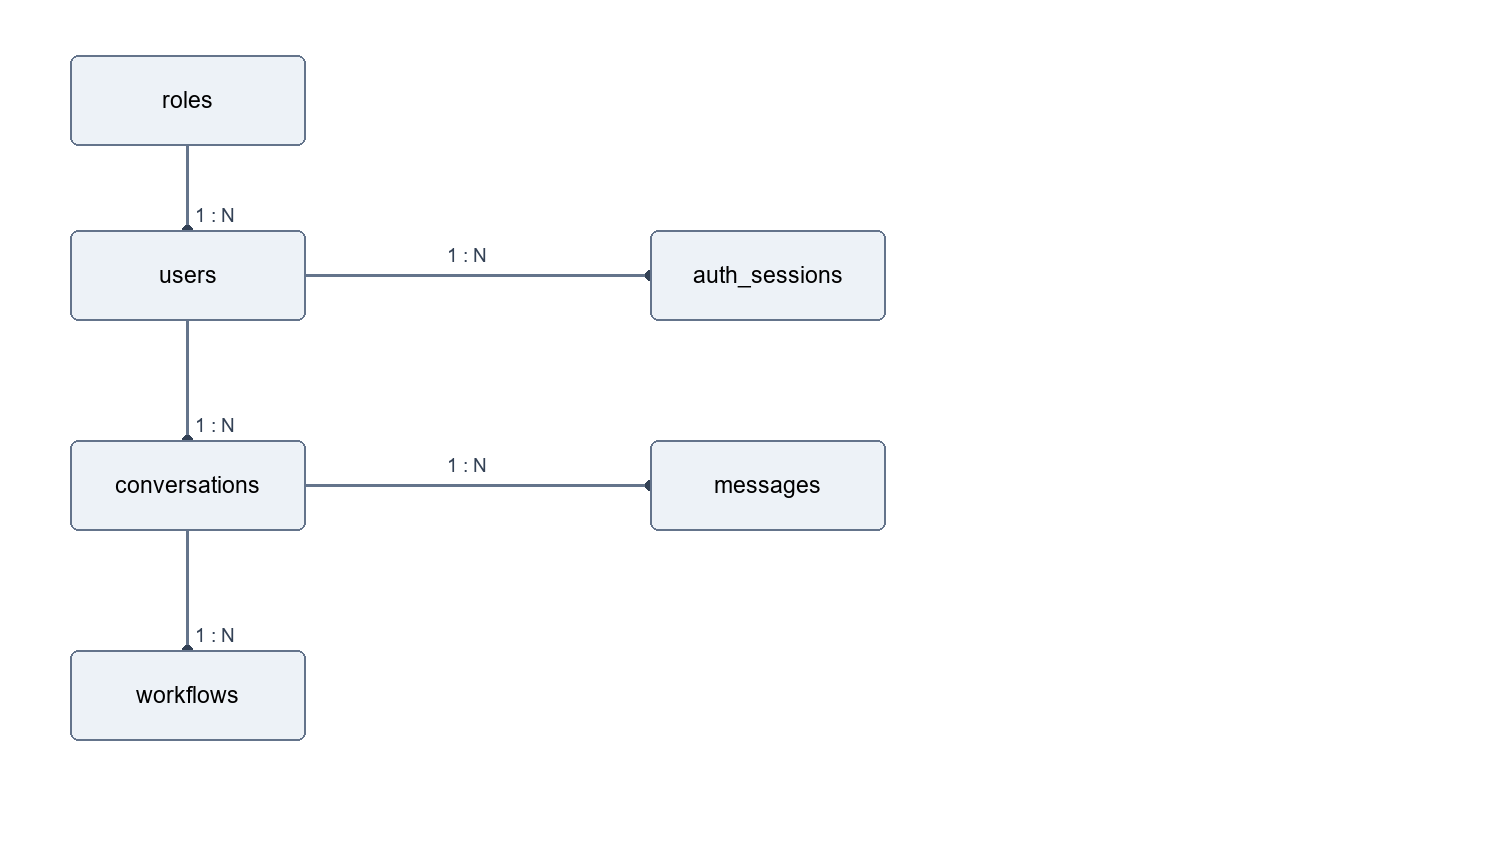 roles
1 : N
users
1 : N
auth_sessions
1 : N
conversations
1 : N
messages
1 : N
workflows